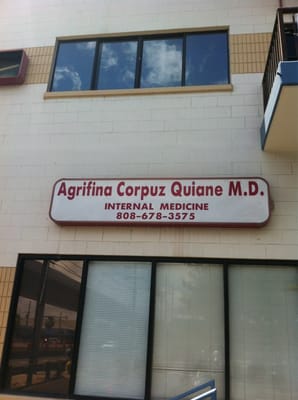 Agrifina Corpuz Quiane M.D.
INTERNAL MEDICINE
808-678-3575